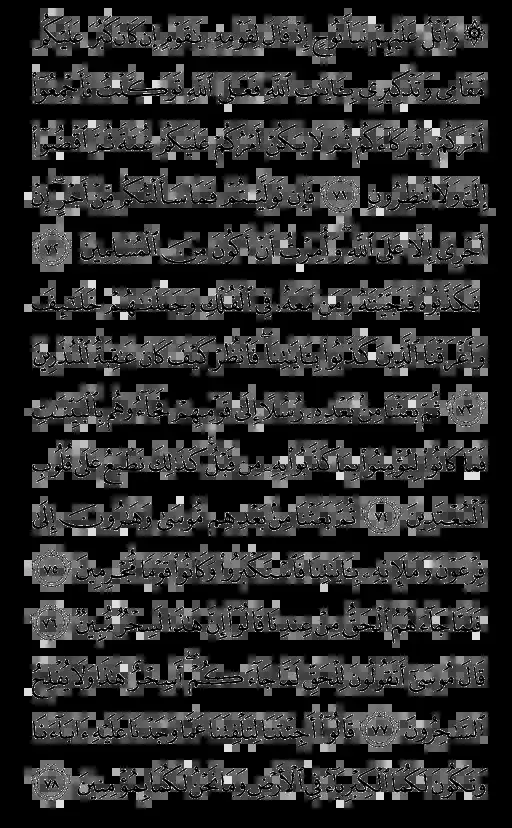 ۞ وَٱتْلُ عَلَيْهِمْ نَبَأَ نُوحٍ إِذْ قَالَ لِقَوْمِهِۦ يَٰقَوْمِ إِن كَانَ كَبُرَ عَلَيْكُم
مَّقَامِى وَتَذْكِيرِى بِـَٔايَٰتِ ٱللَّهِ فَعَلَى ٱللَّهِ تَوَكَّلْتُ فَأَجْمِعُوٓا۟
أَمْرَكُمْ وَشُرَكَآءَكُمْ ثُمَّ لَا يَكُنْ أَمْرُكُمْ عَلَيْكُمْ غُمَّةً ثُمَّ ٱقْضُوٓا۟
إِلَىَّ وَلَا تُنظِرُونِ ٧١ فَإِن تَوَلَّيْتُمْ فَمَا سَأَلْتُكُم مِّنْ أَجْرٍ إِنْ
أَجْرِىَ إِلَّا عَلَى ٱللَّهِ وَأُمِرْتُ أَنْ أَكُونَ مِنَ ٱلْمُسْلِمِينَ ٧٢
فَكَذَّبُوهُ فَنَجَّيْنَٰهُ وَمَن مَّعَهُۥ فِى ٱلْفُلْكِ وَجَعَلْنَٰهُمْ خَلَٰٓئِفَ
وَأَغْرَقْنَا ٱلَّذِينَ كَذَّبُوا۟ بِـَٔايَٰتِنَا فَٱنظُرْ كَيْفَ كَانَ عَٰقِبَةُ ٱلْمُنذَرِينَ
٧٣ ثُمَّ بَعَثْنَا مِنۢ بَعْدِهِۦ رُسُلًا إِلَىٰ قَوْمِهِمْ فَجَآءُوهُم بِٱلْبَيِّنَٰتِ
فَمَا كَانُوا۟ لِيُؤْمِنُوا۟ بِمَا كَذَّبُوا۟ بِهِۦ مِن قَبْلُ كَذَٰلِكَ نَطْبَعُ عَلَىٰ قُلُوبِ
ٱلْمُعْتَدِينَ ٧٤ ثُمَّ بَعَثْنَا مِنۢ بَعْدِهِم مُّوسَىٰ وَهَٰرُونَ إِلَىٰ
فِرْعَوْنَ وَمَلَإِي۟هِۦ بِـَٔايَٰتِنَا فَٱسْتَكْبَرُوا۟ وَكَانُوا۟ قَوْمًا مُّجْرِمِينَ ٧٥
فَلَمَّا جَآءَهُمُ ٱلْحَقُّ مِنْ عِندِنَا قَالُوٓا۟ إِنَّ هَٰذَا لَسِحْرٌ مُّبِينٌ ٧٦
قَالَ مُوسَىٰٓ أَتَقُولُونَ لِلْحَقِّ لَمَّا جَآءَكُمْ أَسِحْرٌ هَٰذَا وَلَا يُفْلِحُ
ٱلسَّٰحِرُونَ ٧٧ قَالُوٓا۟ أَجِئْتَنَا لِتَلْفِتَنَا عَمَّا وَجَدْنَا عَلَيْهِ ءَابَآءَنَا
وَتَكُونَ لَكُمَا ٱلْكِبْرِيَآءُ فِى ٱلْأَرْضِ وَمَا نَحْنُ لَكُمَا بِمُؤْمِنِينَ ٧٨